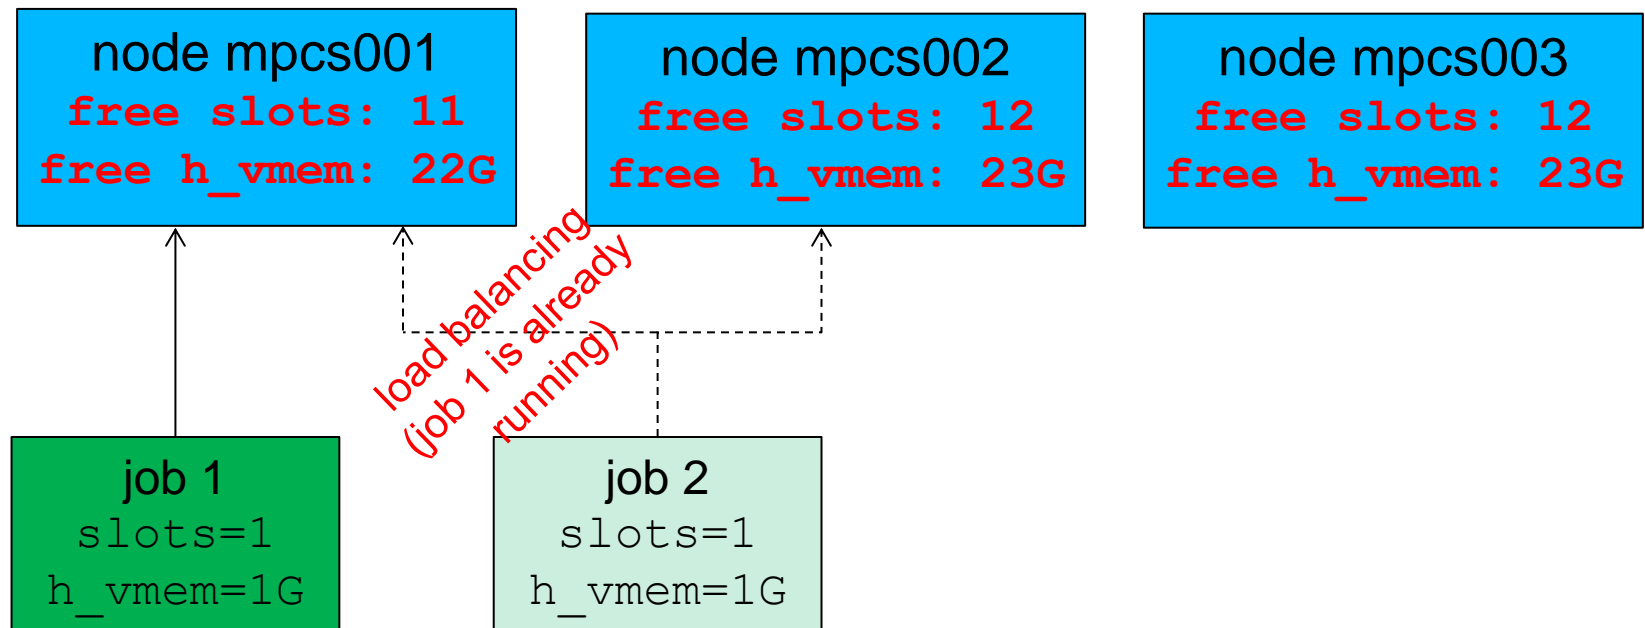 node mpcs001
free slots: 11
free h_vmem: 22G
node mpcs002
free slots: 12
free h_vmem: 23G
node mpcs003
free slots: 12
free h_vmem: 23G
load balancing
(job 1 is already
running)
job 1
slots=1
h_vmem=1G
job 2
slots=1
h_vmem=1G